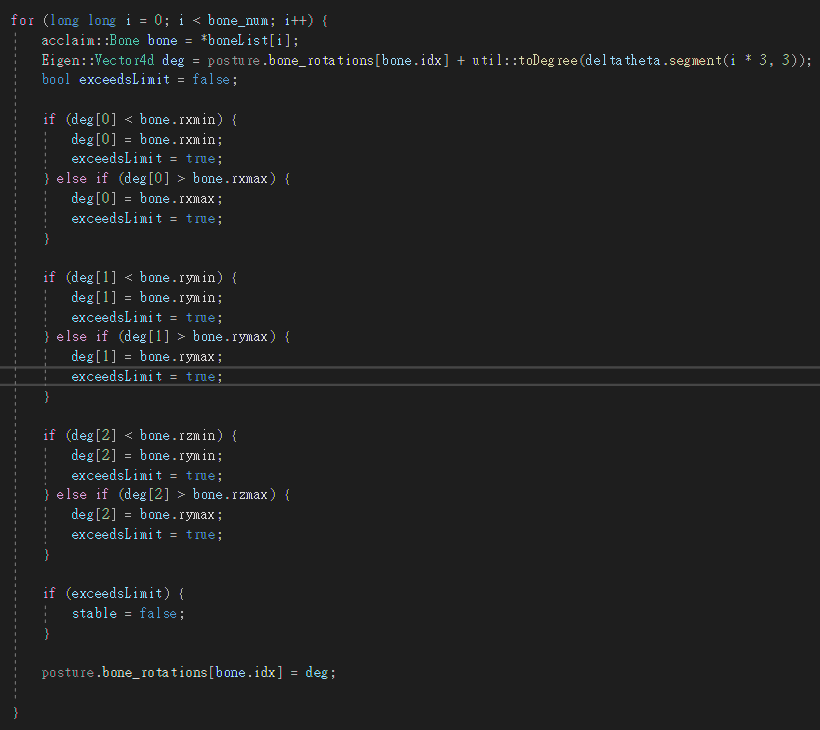 for (long long i = 0; i < bone_num; i++) {
    acclaim::Bone bone = *boneList[i];
    Eigen::Vector4d deg = posture.bone_rotations[bone.idx] + util::toDegree(deltatheta.segment(i * 3, 3));
    bool exceedsLimit = false;

    if (deg[0] < bone.rxmin) {
        deg[0] = bone.rxmin;
        exceedsLimit = true;
    } else if (deg[0] > bone.rxmax) {
        deg[0] = bone.rxmax;
        exceedsLimit = true;
    }

    if (deg[1] < bone.rymin) {
        deg[1] = bone.rymin;
        exceedsLimit = true;
    } else if (deg[1] > bone.rymax) {
        deg[1] = bone.rymax;
        exceedsLimit = true;
    }

    if (deg[2] < bone.rzmin) {
        deg[2] = bone.rymin;
        exceedsLimit = true;
    } else if (deg[2] > bone.rzmax) {
        deg[2] = bone.rymax;
        exceedsLimit = true;
    }

    if (exceedsLimit) {
        stable = false;
    }

    posture.bone_rotations[bone.idx] = deg;

}